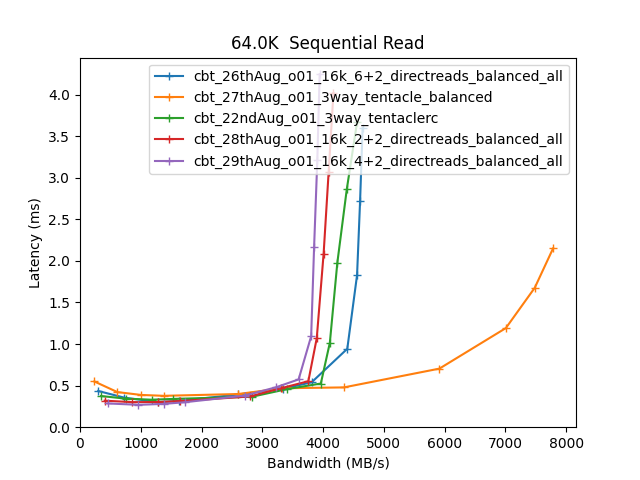 64.0K  Sequential Read
cbt_26thAug_o01_16k_6+2_directreads_balanced_all
cbt_27thAug_o01_3way_tentacle_balanced
cbt_22ndAug_o01_3way_tentaclerc
cbt_28thAug_o01_16k_2+2_directreads_balanced_all
cbt_29thAug_o01_16k_4+2_directreads_balanced_all
Latency (ms)
4.0
3.5
3.0
2.5
2.0
1.5
1.0
0.5
0.0
0 1000 2000 3000 4000 5000 6000 7000 8000
Bandwidth (MB/s)